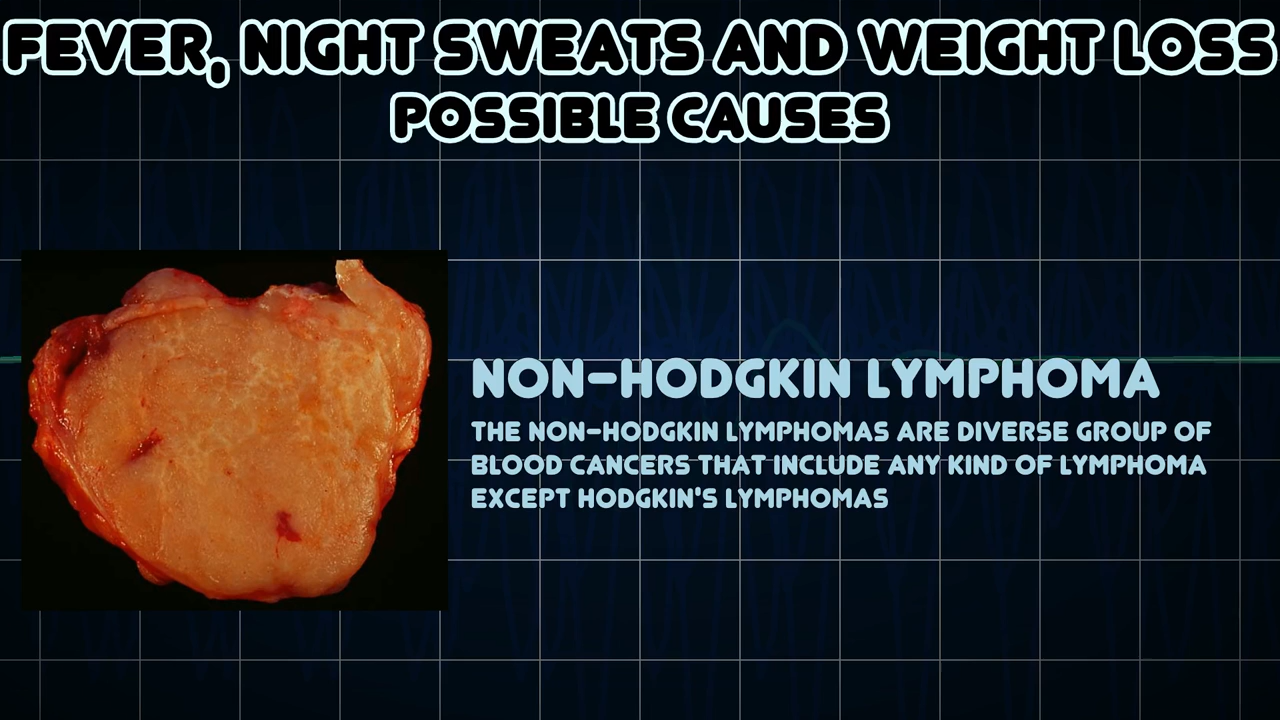 FEVER, NIGHT SWEATS AND WEIGHT LOSS
POSSIBLE CAUSES
NON-HODGKIN LYMPHOMA
THE NON-HODGKIN LYMPHOMAS ARE DIVERSE GROUP OF
BLOOD CANCERS THAT INCLUDE ANY KIND OF LYMPHOMA
EXCEPT HODGKIN'S LYMPHOMAS